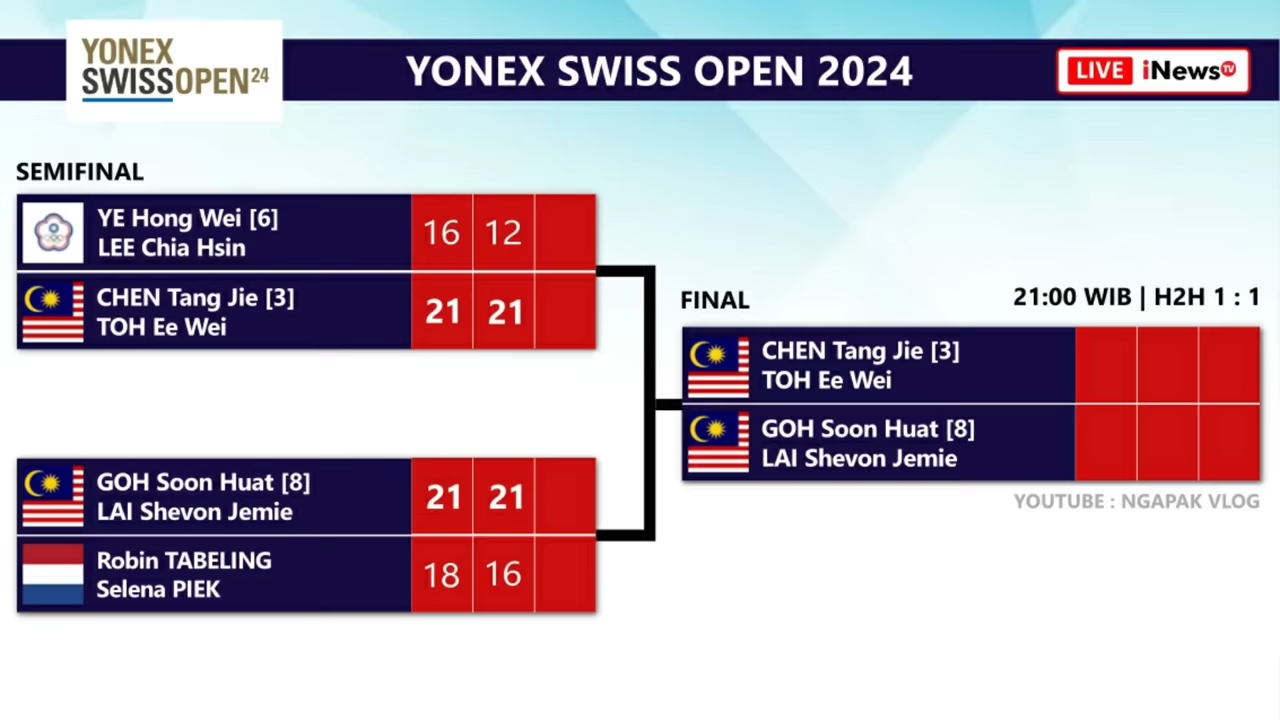 YONEX
SWISSOPEN24
YONEX SWISS OPEN 2024
LIVE iNewsTV
SEMIFINAL
YE Hong Wei [6]
LEE Chia Hsin
16 12
CHEN Tang Jie [3]
TOH Ee Wei
21 21
GOH Soon Huat [8]
LAI Shevon Jemie
21 21
Robin TABELING
Selena PIEK
18 16
FINAL
21:00 WIB | H2H 1 : 1
CHEN Tang Jie [3]
TOH Ee Wei
GOH Soon Huat [8]
LAI Shevon Jemie
YOUTUBE : NGAPAK VLOG